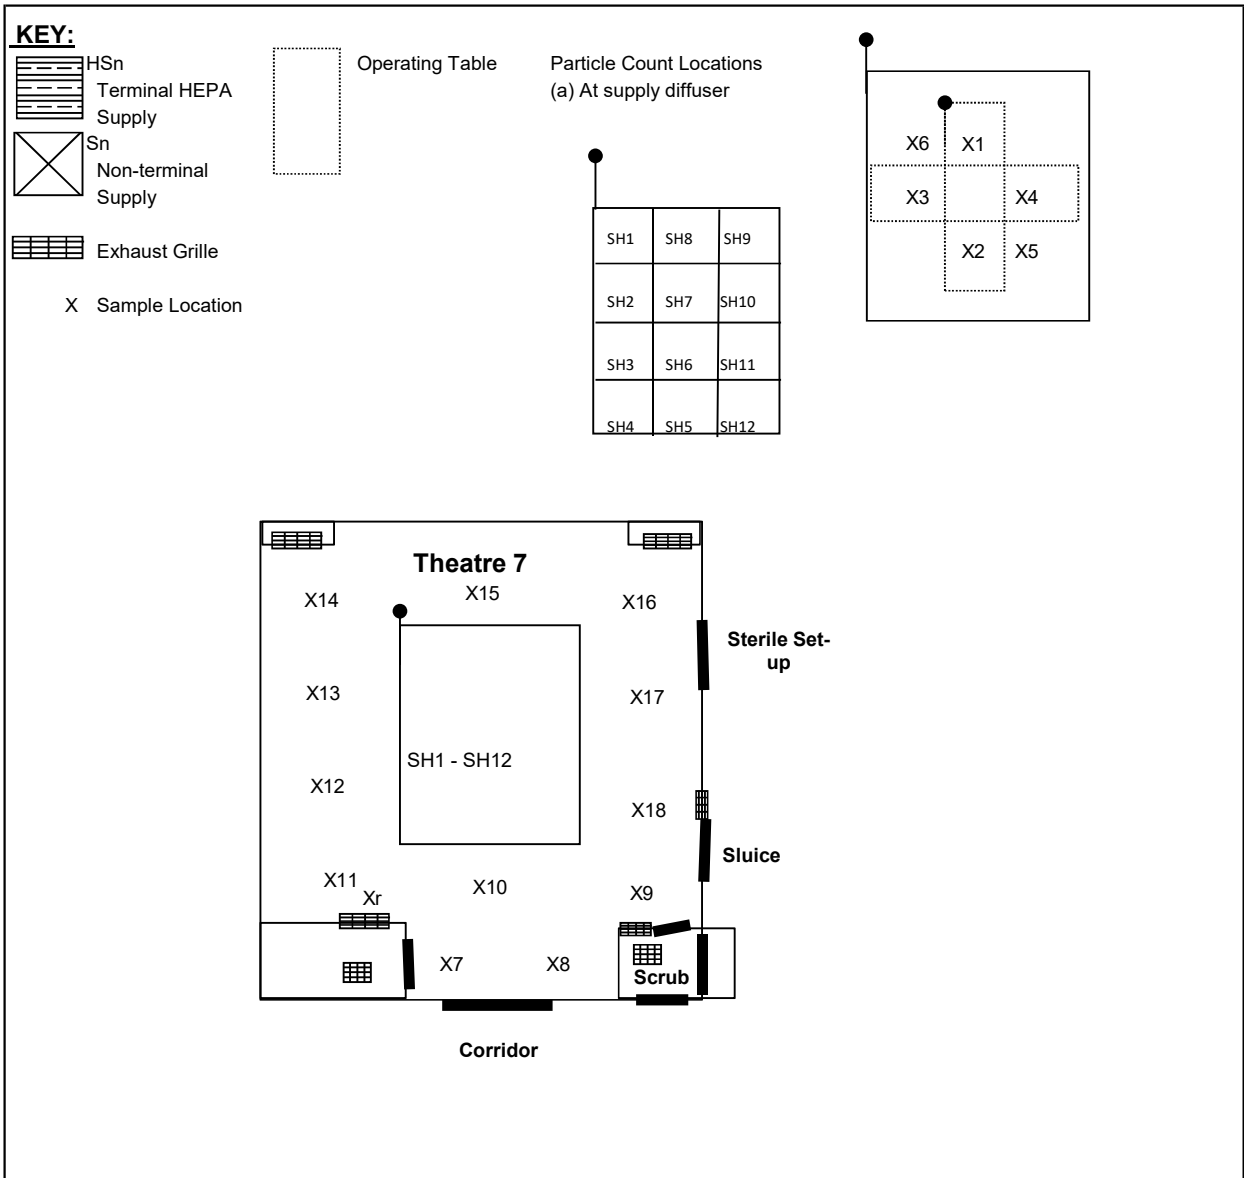 KEY:
HSn
Terminal HEPA
Supply
Sn
Non-terminal
Supply
Exhaust Grille
X Sample Location
Operating Table
Particle Count Locations
(a) At supply diffuser
SH1 SH8 SH9
SH2 SH7 SH10
SH3 SH6 SH11
SH4 SH5 SH12
X6 X1
X3 X4
X2 X5
Theatre 7
X14 X15 X16
X13 X17
Sterile Set-
up
SH1 - SH12
X12 X18
Sluice
X11 X10 X9
Xr
X7 X8
Scrub
Corridor